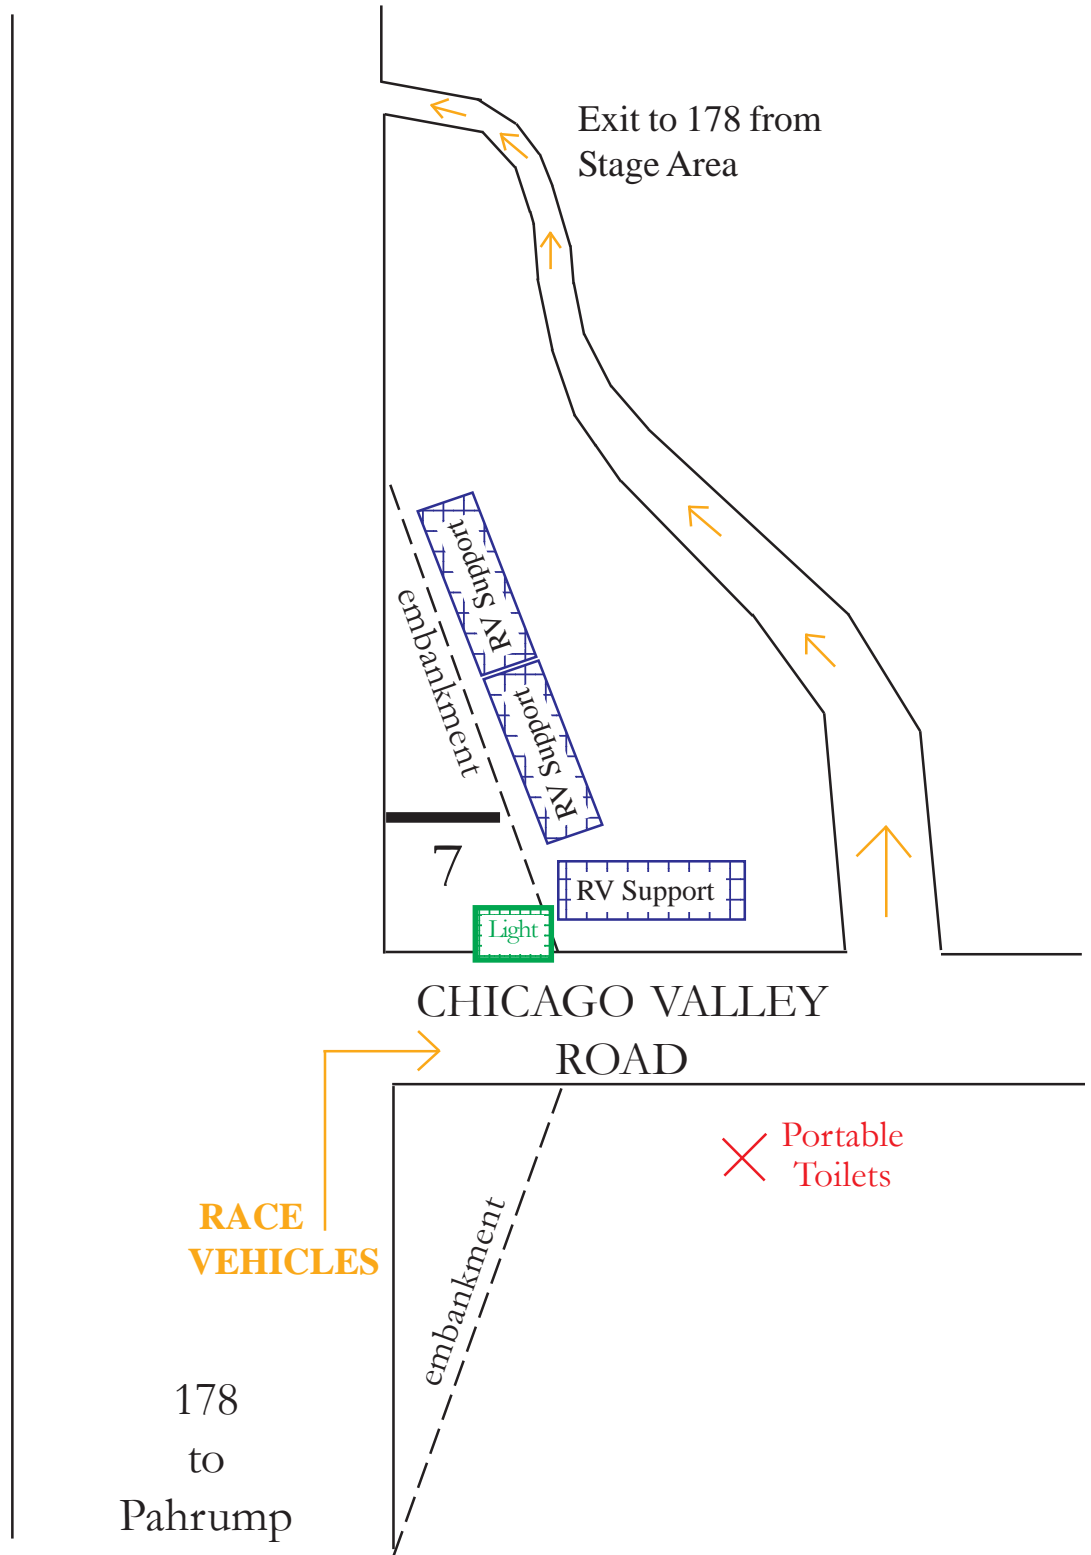 Exit to 178 from
Stage Area
RV Support
embankment
RV Support
7
RV Support
Light
CHICAGO VALLEY
ROAD
Portable
Toilets
RACE
VEHICLES
embankment
178
to
Pahrump